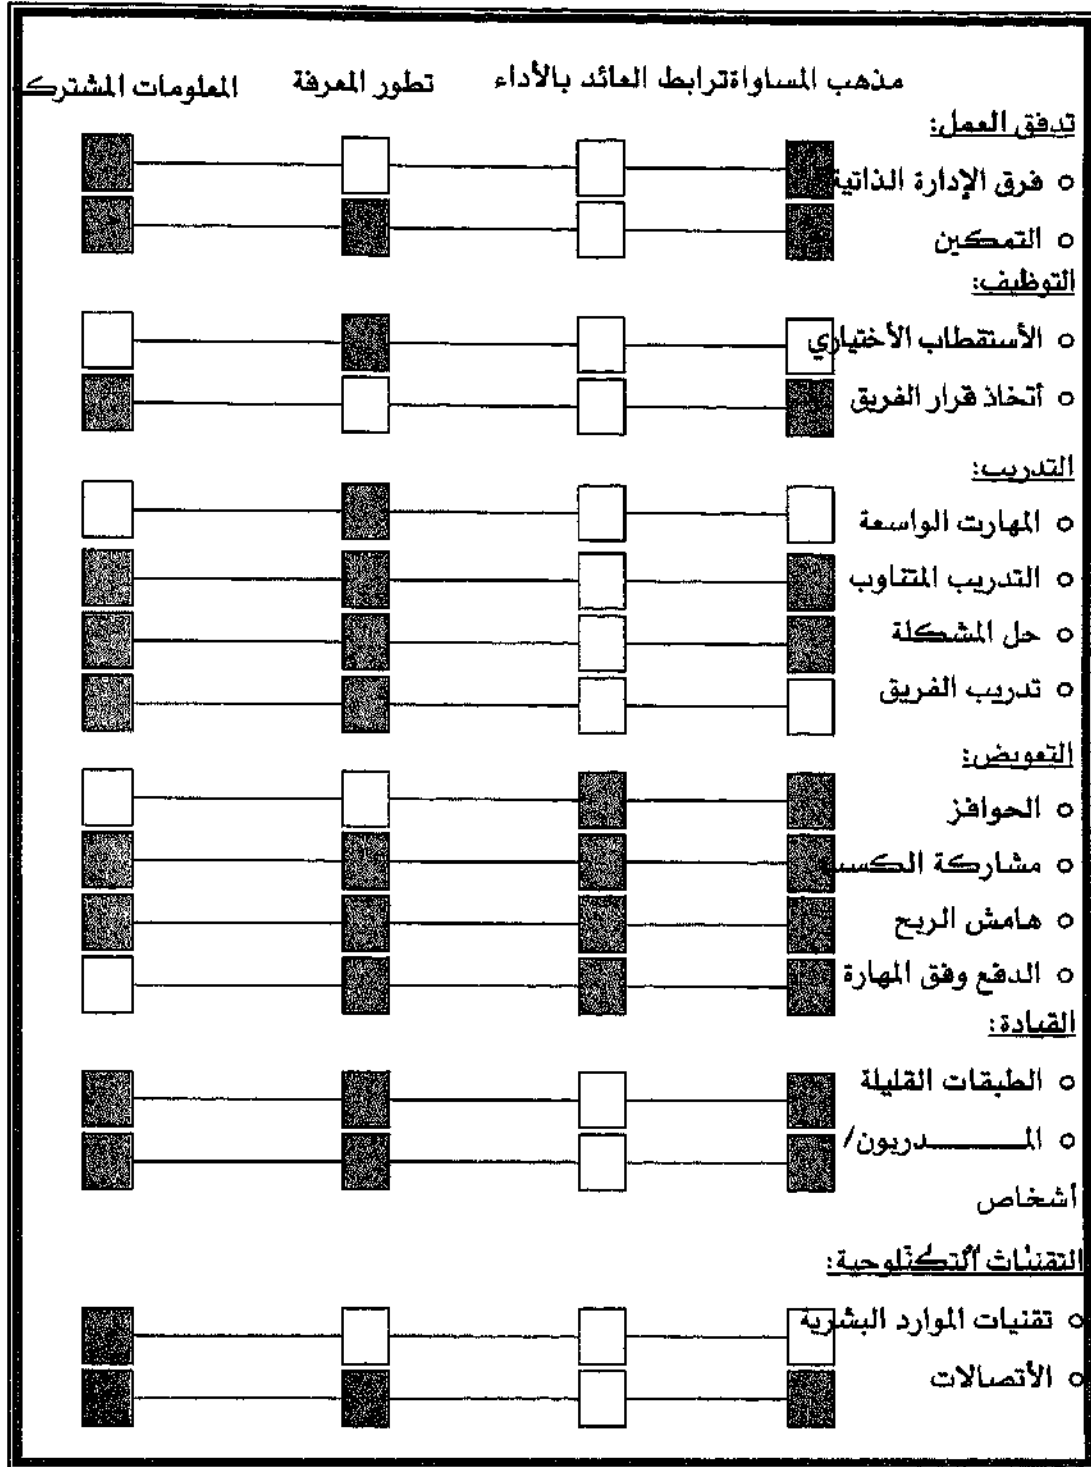 مذهب المساواة ترابط العائد بالأداء تطور المعرفة المعلومات المشترك
تدفق العمل:
o فرق الإدارة الذاتية
o التمكين
التوظيف:
o الأستقطاب الأختياري
o أتخاذ قرار الفريق
التدريب:
o المهارت الواسعة
o التدريب المتناوب
o حل المشكلة
o تدريب الفريق
التعويض:
o الحوافز
o مشاركة الكسب
o هامش الربح
o الدفع وفق المهارة
القيادة:
o الطبقات القليلة
o المـــــدربون/
أشخاص
التقنيات التكنلوجية:
o تقنيات الموارد البشرية
o الأتصالات